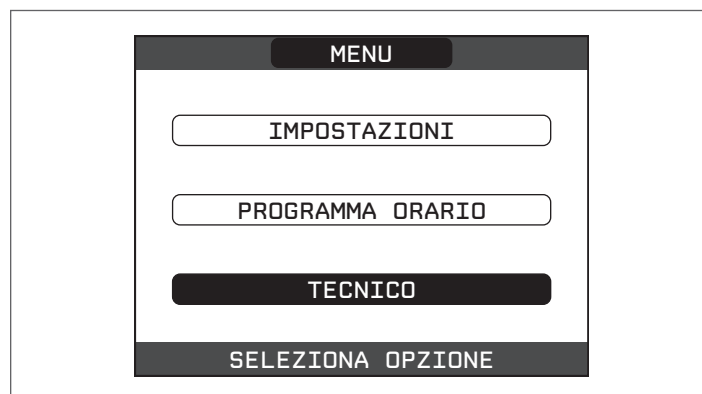 MENU
IMPOSTAZIONI
PROGRAMMA ORARIO
TECNICO
SELEZIONA OPZIONE